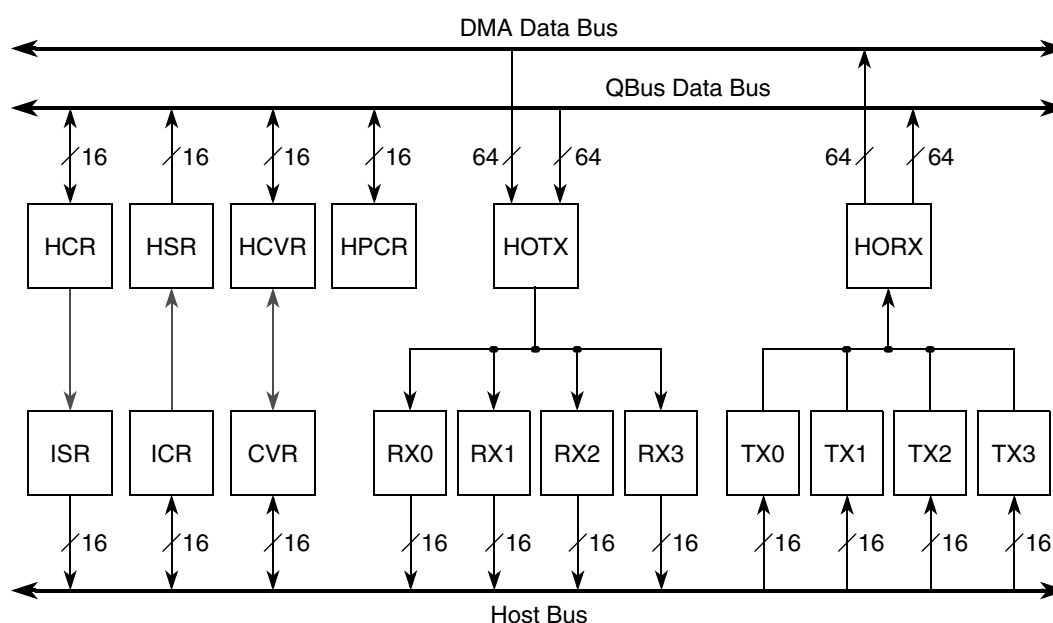 DMA Data Bus
QBus Data Bus
16 16 16 16 64 64 64 64
HCR HSR HCVR HPCR HOTX HORX
ISR ICR CVR RX0 RX1 RX2 RX3 TX0 TX1 TX2 TX3
16 16 16 16 16 16 16 16 16 16 16
Host Bus